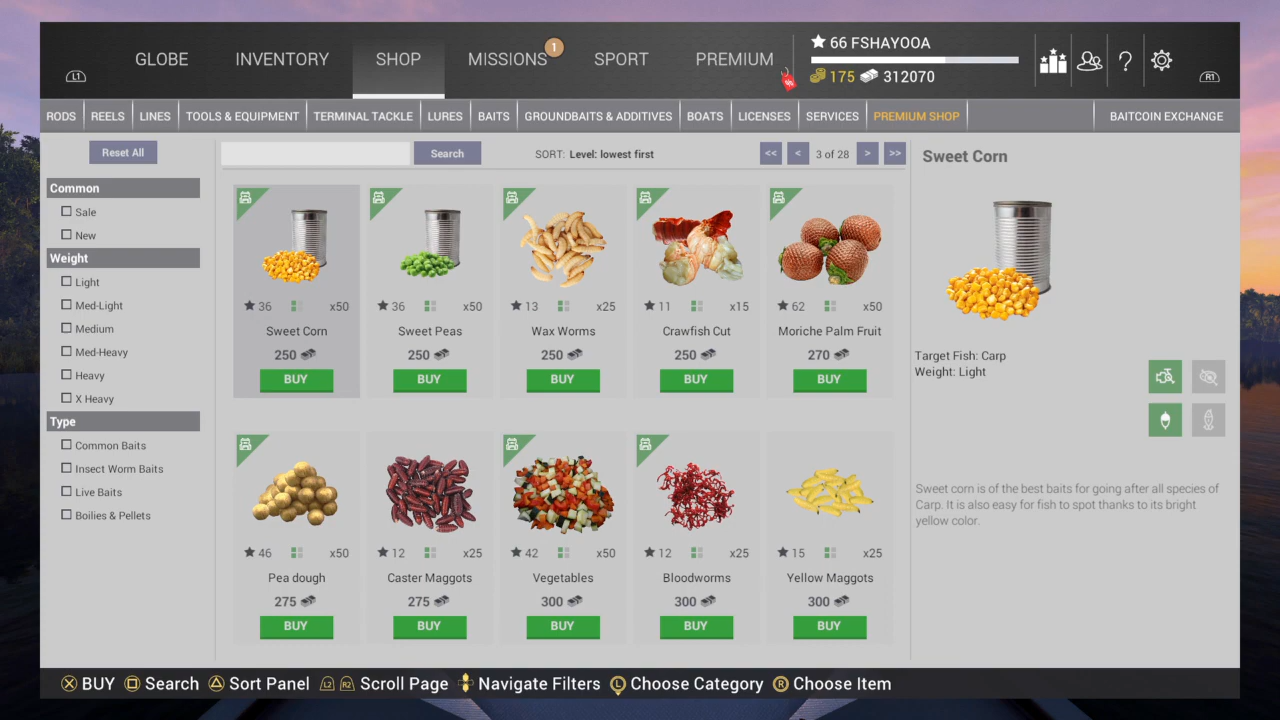 L1
GLOBE
INVENTORY
SHOP
MISSIONS
1
SPORT
PREMIUM
66 FSHAYOOA
175 312070
?
R1
RODS
REELS
LINES
TOOLS & EQUIPMENT
TERMINAL TACKLE
LURES
BAITS
GROUNDBAITS & ADDITIVES
BOATS
LICENSES
SERVICES
PREMIUM SHOP
BAITCOIN EXCHANGE
Reset All
Search
SORT: Level: lowest first
<<
<
3 of 28
>
>>
Common
Sale
New
Weight
Light
Med-Light
Medium
Med-Heavy
Heavy
X Heavy
Type
Common Baits
Insect Worm Baits
Live Baits
Boilies & Pellets
36 x50
Sweet Corn
250
BUY
36 x50
Sweet Peas
250
BUY
13 x25
Wax Worms
250
BUY
11 x15
Crawfish Cut
250
BUY
62 x50
Moriche Palm Fruit
270
BUY
46 x50
Pea dough
275
BUY
12 x25
Caster Maggots
275
BUY
42 x50
Vegetables
300
BUY
12 x25
Bloodworms
300
BUY
15 x25
Yellow Maggots
300
BUY
Sweet Corn
Target Fish: Carp
Weight: Light
Sweet corn is of the best baits for going after all species of
Carp. It is also easy for fish to spot thanks to its bright
yellow color.
BUY
Search
Sort Panel
L2 R2 Scroll Page
Navigate Filters
L Choose Category
R Choose Item